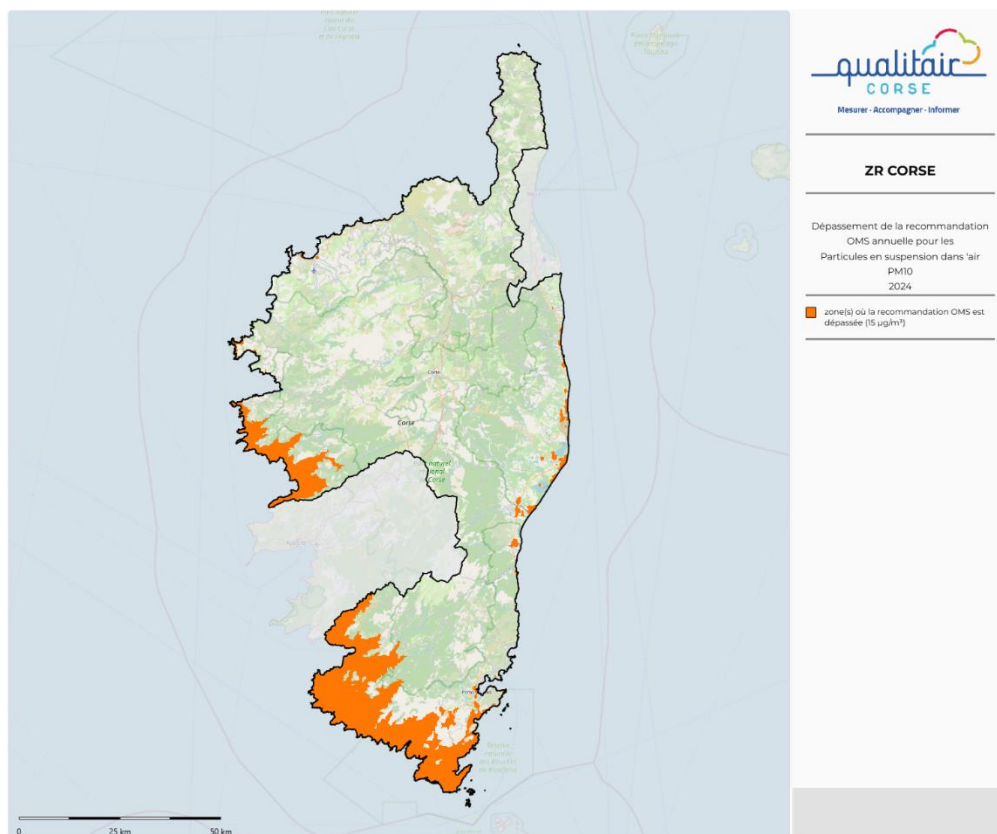 qualitair
CORSE
Mesurer - Accompagner - Informer
ZR CORSE
Dépassement de la recommandation
OMS annuelle pour les
Particules en suspension dans 'air
PM10
2024
zone(s) où la recommandation OMS est
dépassée (15 µg/m³)
Corte
Corse
Corse
0 25 km 50 km